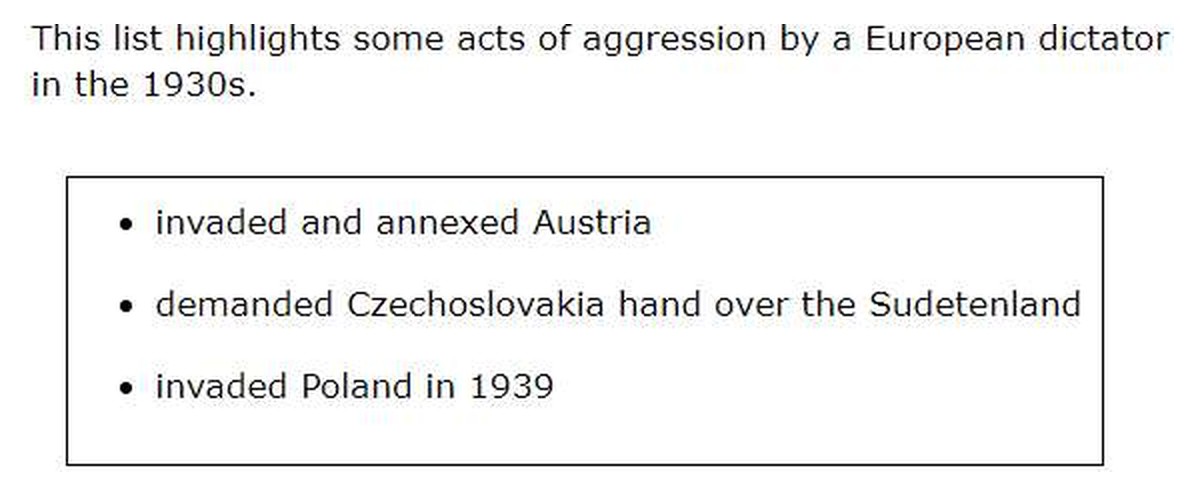 This list highlights some acts of aggression by a European dictator
in the 1930s.
• invaded and annexed Austria
• demanded Czechoslovakia hand over the Sudetenland
• invaded Poland in 1939